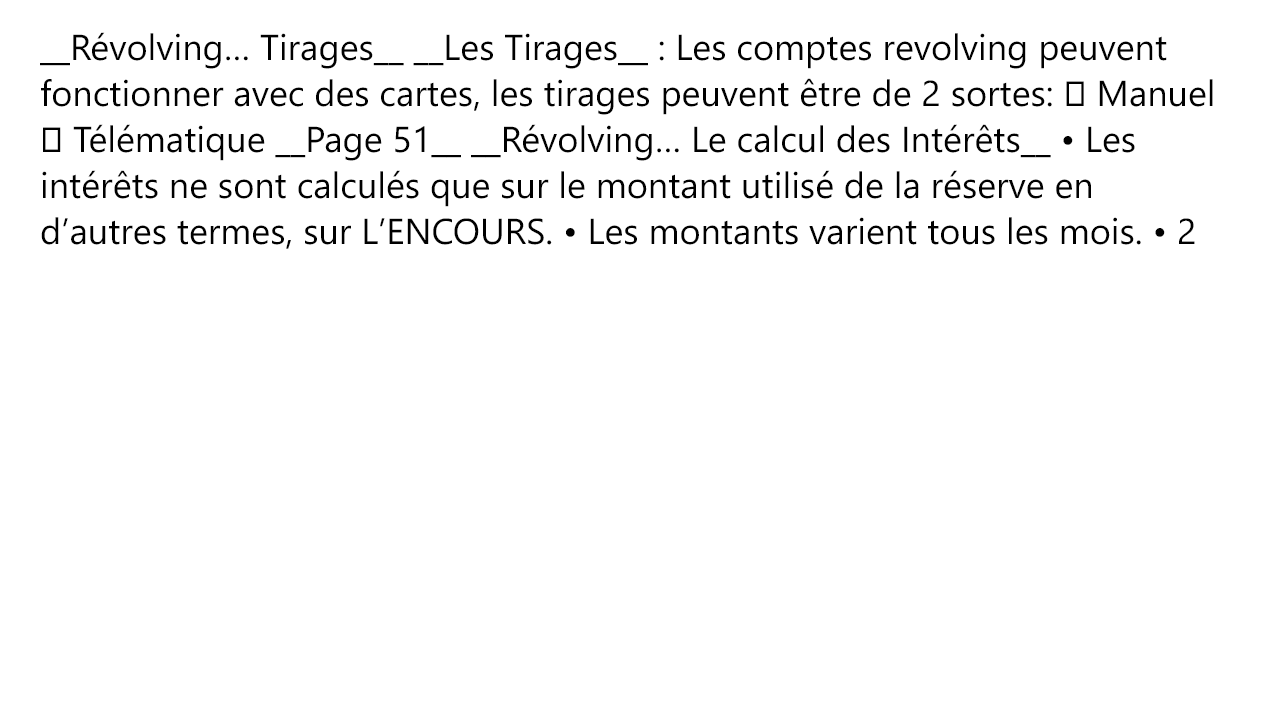 __Révolving… Tirages__ __Les Tirages__ : Les comptes revolving peuvent
fonctionner avec des cartes, les tirages peuvent être de 2 sortes:  Manuel
 Télématique __Page 51__ __Révolving… Le calcul des Intérêts__ • Les
intérêts ne sont calculés que sur le montant utilisé de la réserve en
d’autres termes, sur L’ENCOURS. • Les montants varient tous les mois. • 2